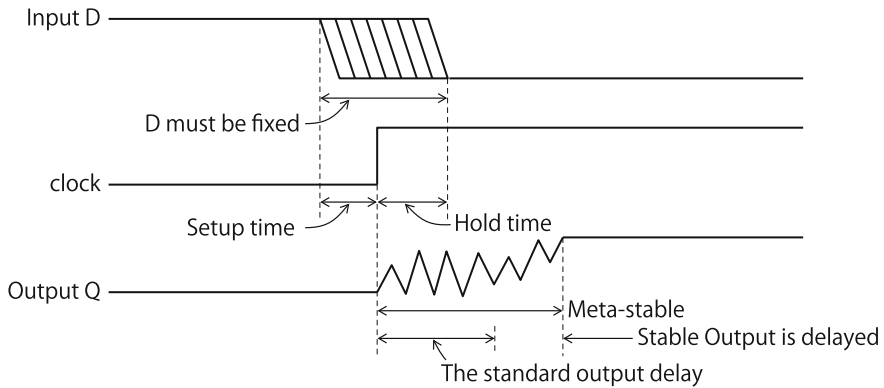 Input D
D must be fixed
clock
Setup time
Hold time
Output Q
Meta-stable
Stable Output is delayed
The standard output delay